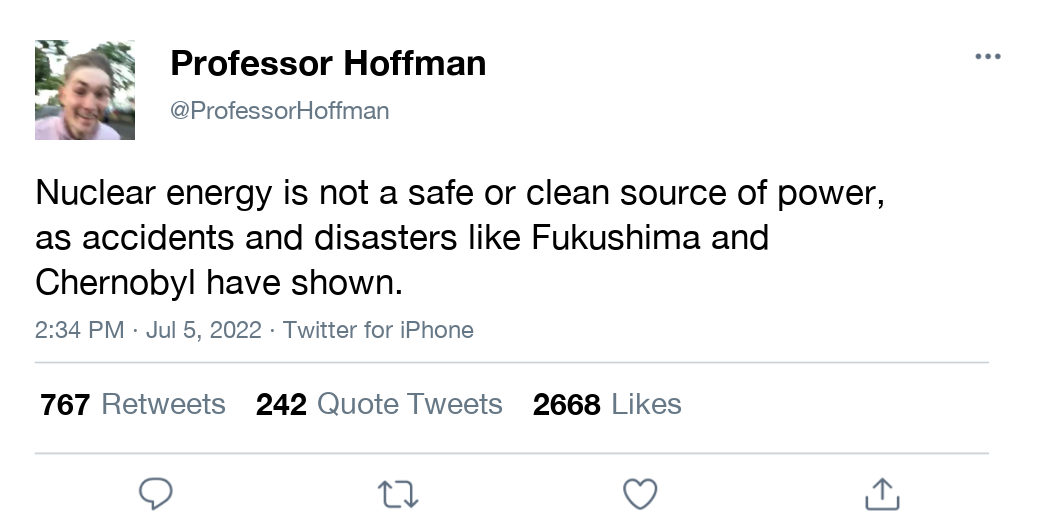 Professor Hoffman
@ProfessorHoffman
Nuclear energy is not a safe or clean source of power,
as accidents and disasters like Fukushima and
Chernobyl have shown.
2:34 PM · Jul 5, 2022 · Twitter for iPhone
767 Retweets 242 Quote Tweets 2668 Likes